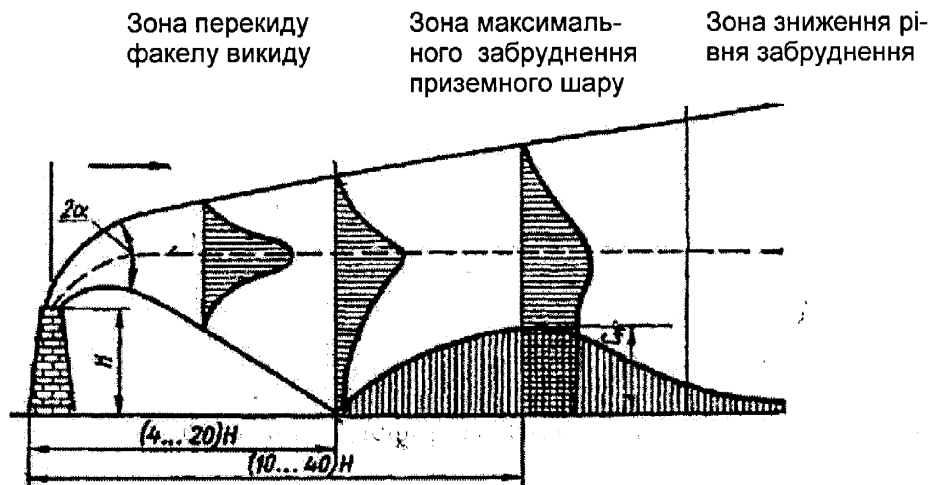 Зона перекиду
факелу викиду
Зона максималь-
ного забруднення
приземного шару
Зона зниження рі-
вня забруднення
2α
H
(4... 20)H
(10... 40)H